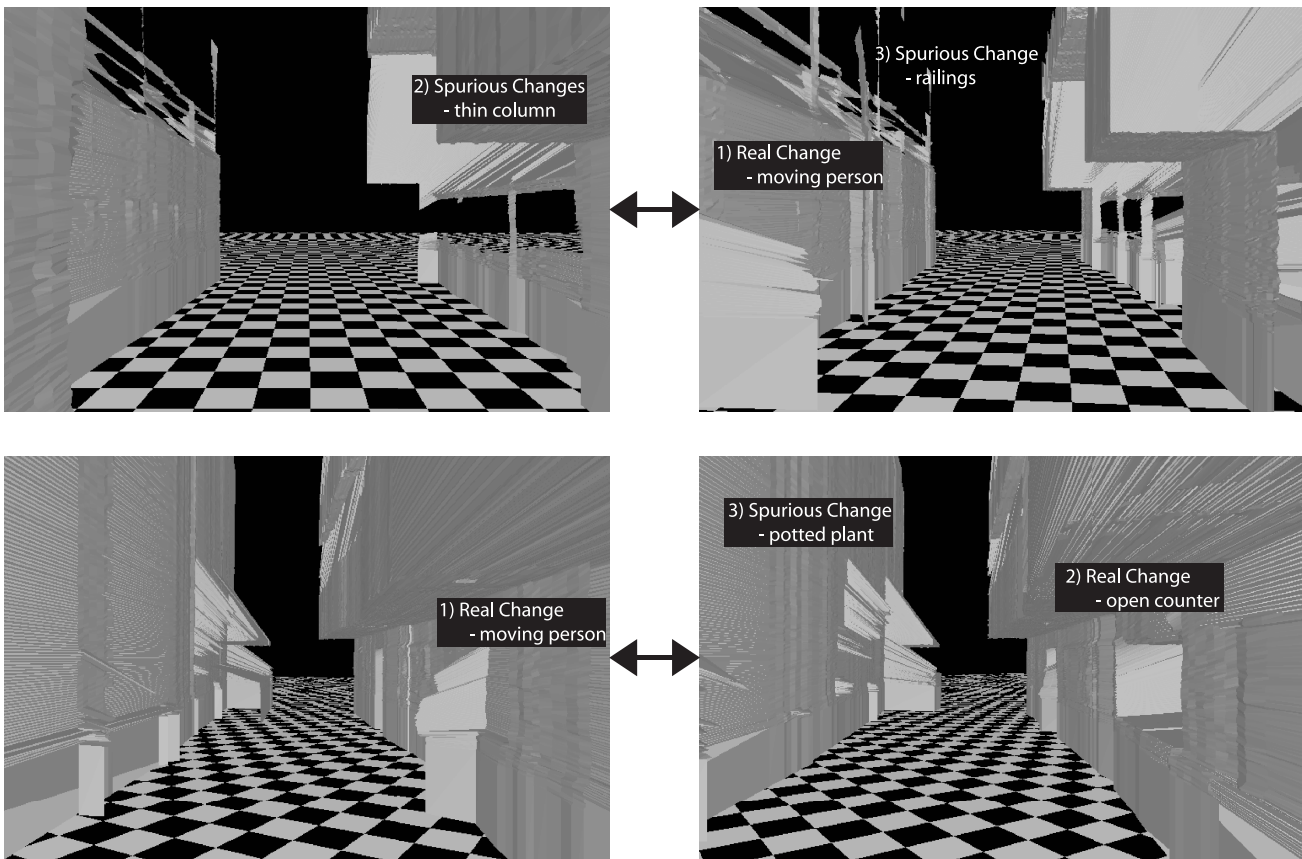 2) Spurious Changes
- thin column
3) Spurious Change
- railings
1) Real Change
- moving person
1) Real Change
- moving person
3) Spurious Change
- potted plant
2) Real Change
- open counter